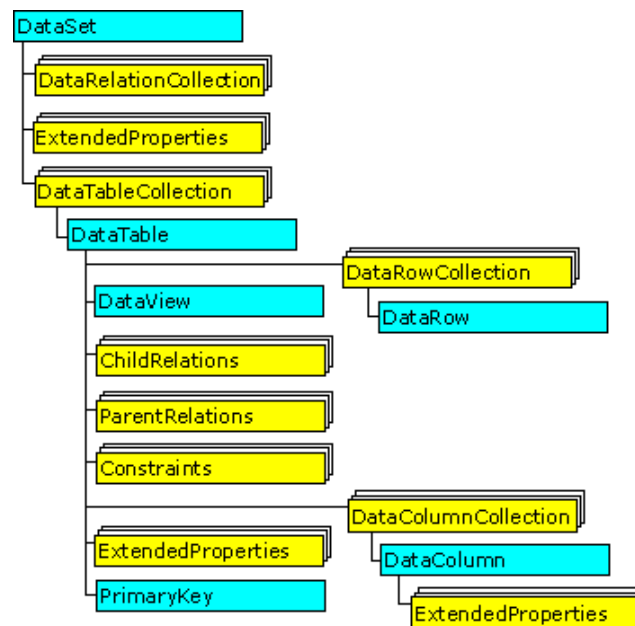 DataSet
DataRelationCollection
ExtendedProperties
DataTableCollection
DataTable
DataRowCollection
DataView
DataRow
ChildRelations
ParentRelations
Constraints
DataColumnCollection
ExtendedProperties
DataColumn
PrimaryKey
ExtendedProperties